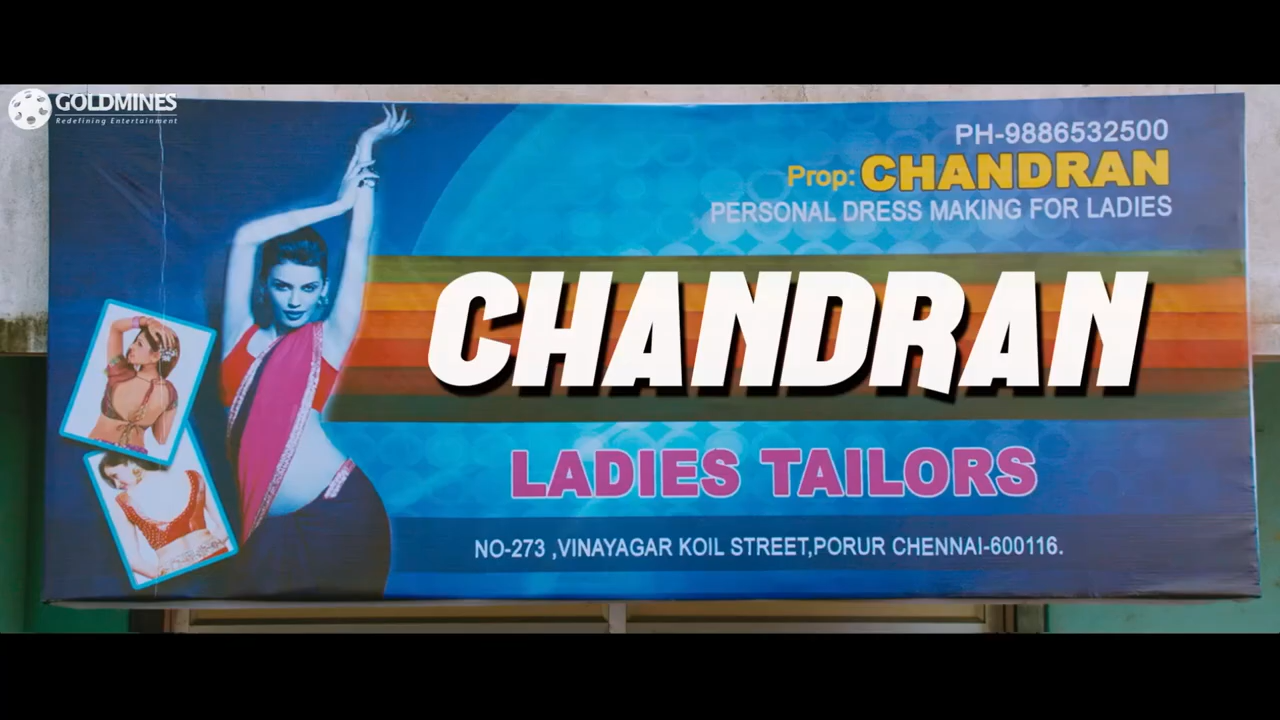 GOLDMINES
Redefining Entertainment
PH-9886532500
Prop: CHANDRAN
PERSONAL DRESS MAKING FOR LADIES
CHANDRAN
LADIES TAILORS
NO-273 ,VINAYAGAR KOIL STREET,PORUR CHENNAI-600116.